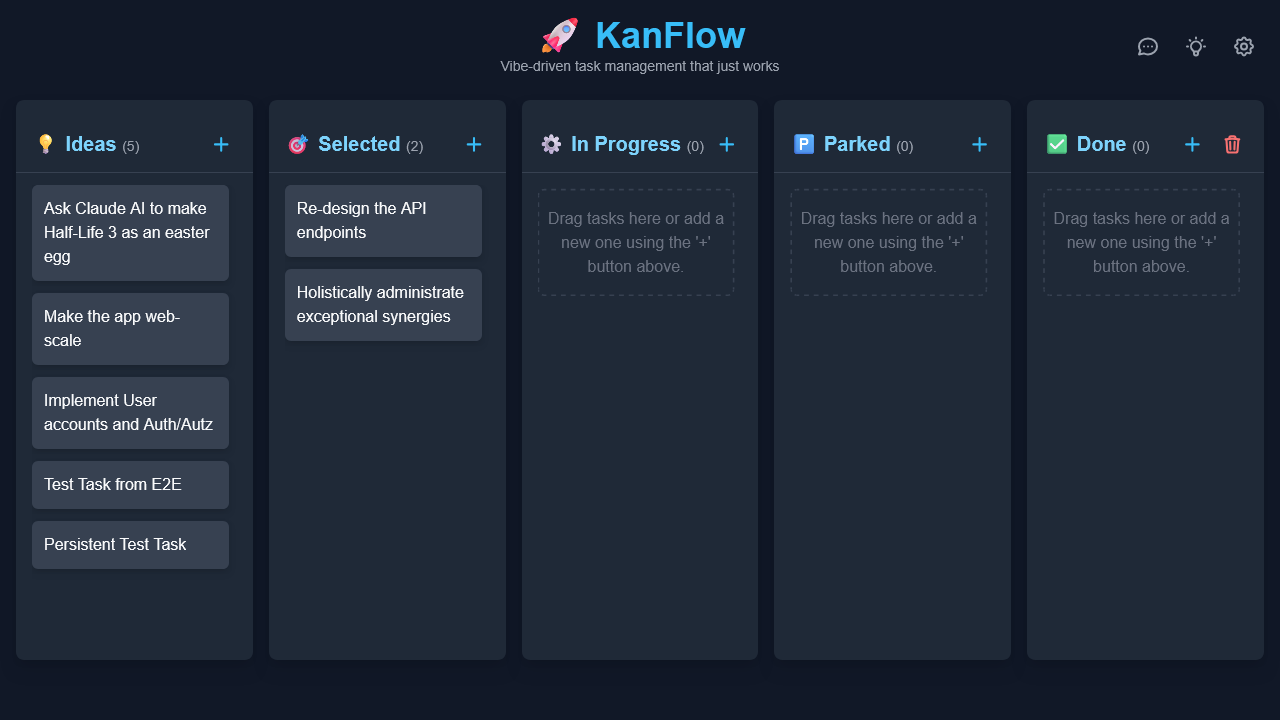 🚀 KanFlow
Vibe-driven task management that just works
💡 Ideas (5)
Ask Claude AI to make
Half-Life 3 as an easter
egg
Make the app web-
scale
Implement User
accounts and Auth/Autz
Test Task from E2E
Persistent Test Task
🎯 Selected (2)
Re-design the API
endpoints
Holistically administrate
exceptional synergies
⚙️ In Progress (0)
Drag tasks here or add a
new one using the '+'
button above.
🅿️ Parked (0)
Drag tasks here or add a
new one using the '+'
button above.
✅ Done (0)
Drag tasks here or add a
new one using the '+'
button above.